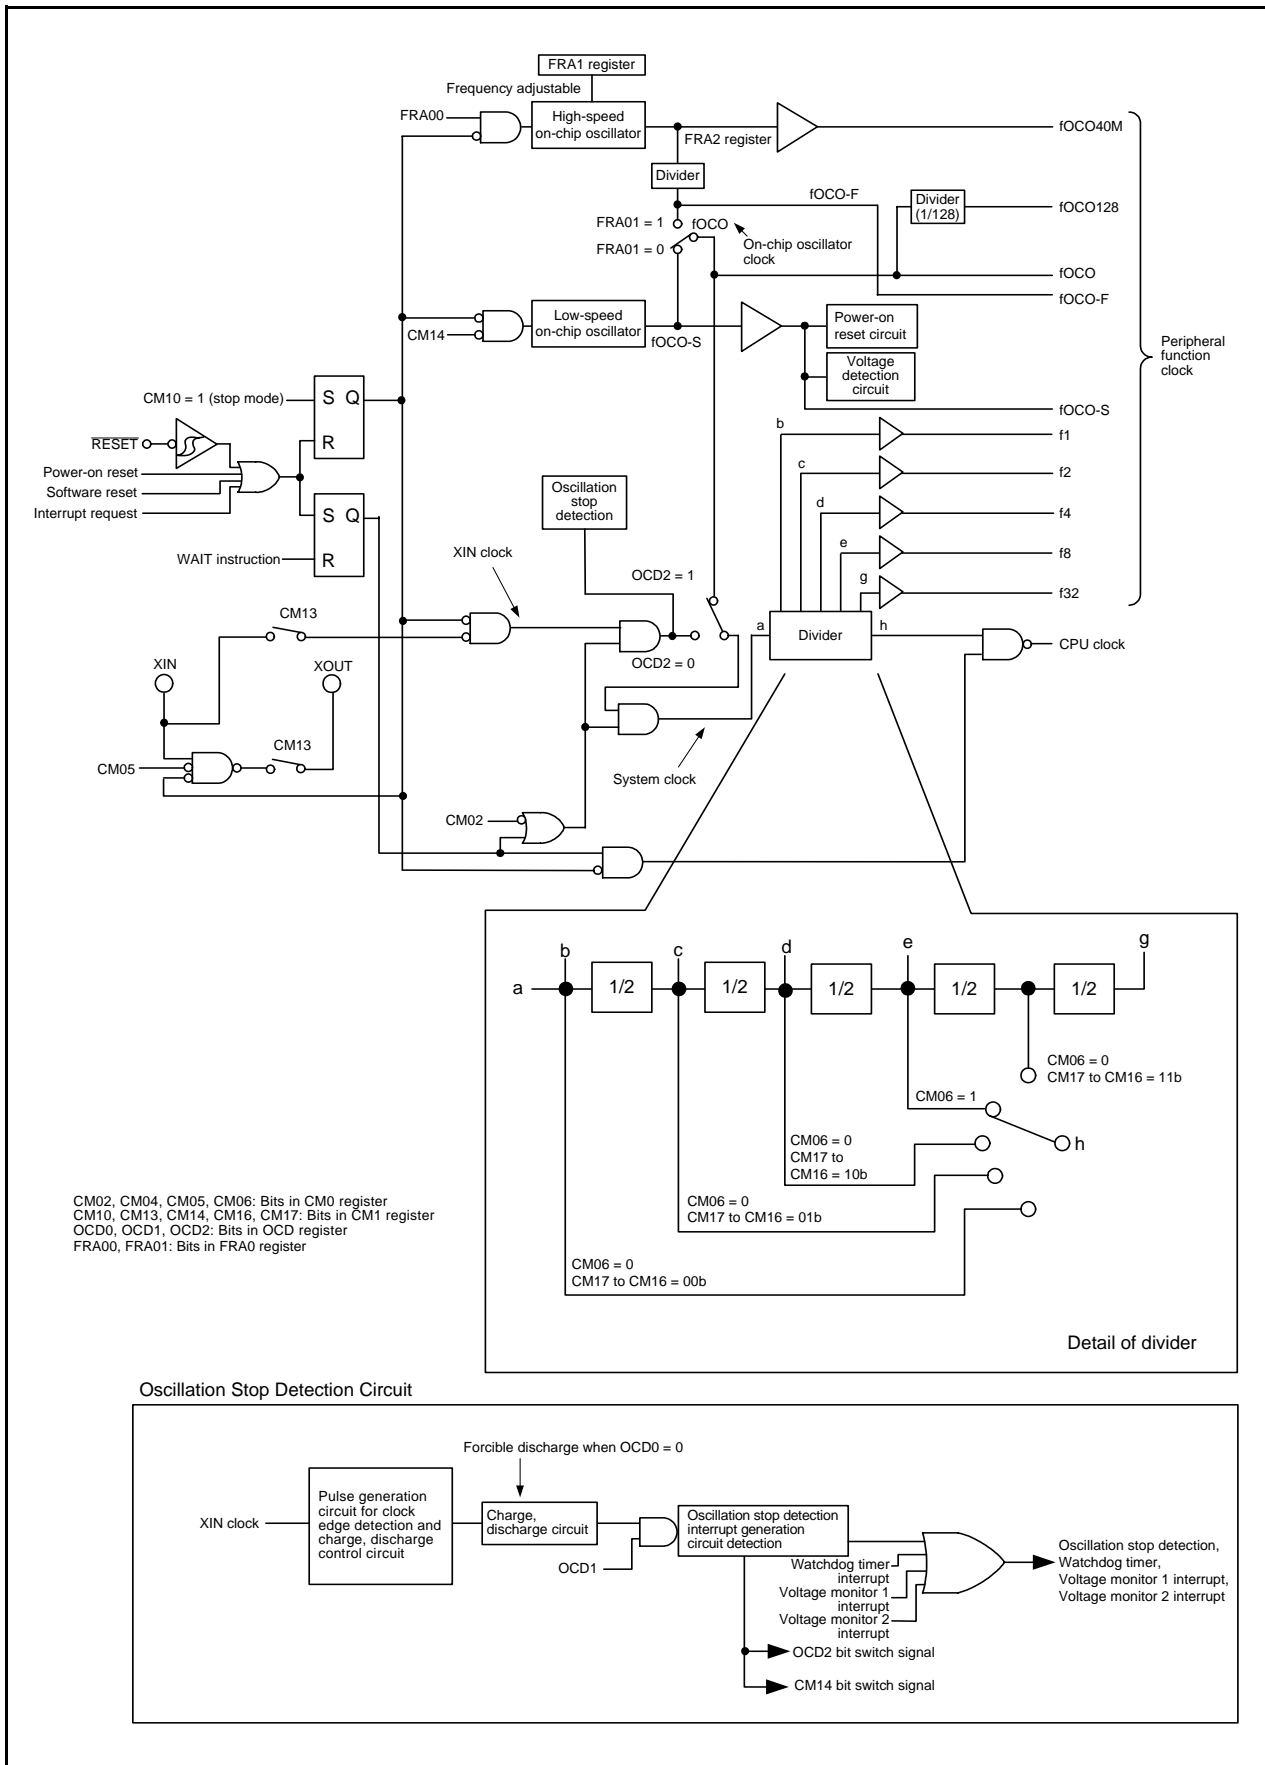 FRA1 register
Frequency adjustable
FRA00
High-speed
on-chip oscillator
FRA2 register
fOCO40M
Divider
fOCO-F
Divider
(1/128)
fOCO128
FRA01 = 1
fOCO
FRA01 = 0
On-chip oscillator
clock
fOCO
fOCO-F
CM14
Low-speed
on-chip oscillator
fOCO-S
Power-on
reset circuit
Voltage
detection
circuit
Peripheral
function
clock
fOCO-S
CM10 = 1 (stop mode)
S Q
R
RESET
Power-on reset
Software reset
Interrupt request
S Q
R
WAIT instruction
b
f1
c
f2
d
f4
e
f8
g
f32
Oscillation
stop
detection
XIN clock
OCD2 = 1
OCD2 = 0
a
Divider
h
CPU clock
CM13
XIN
XOUT
CM13
CM05
System clock
CM02
b
c
d
e
g
a
1/2
1/2
1/2
1/2
1/2
CM06 = 0
CM17 to CM16 = 11b
CM06 = 1
h
CM06 = 0
CM17 to
CM16 = 10b
CM06 = 0
CM17 to CM16 = 01b
CM06 = 0
CM17 to CM16 = 00b
Detail of divider
CM02, CM04, CM05, CM06: Bits in CM0 register
CM10, CM13, CM14, CM16, CM17: Bits in CM1 register
OCD0, OCD1, OCD2: Bits in OCD register
FRA00, FRA01: Bits in FRA0 register
Oscillation Stop Detection Circuit
Forcible discharge when OCD0 = 0
XIN clock
Pulse generation
circuit for clock
edge detection and
charge, discharge
control circuit
Charge,
discharge circuit
OCD1
Oscillation stop detection
interrupt generation
circuit detection
Watchdog timer
interrupt
Voltage monitor 1
interrupt
Voltage monitor 2
interrupt
Oscillation stop detection,
Watchdog timer,
Voltage monitor 1 interrupt,
Voltage monitor 2 interrupt
OCD2 bit switch signal
CM14 bit switch signal